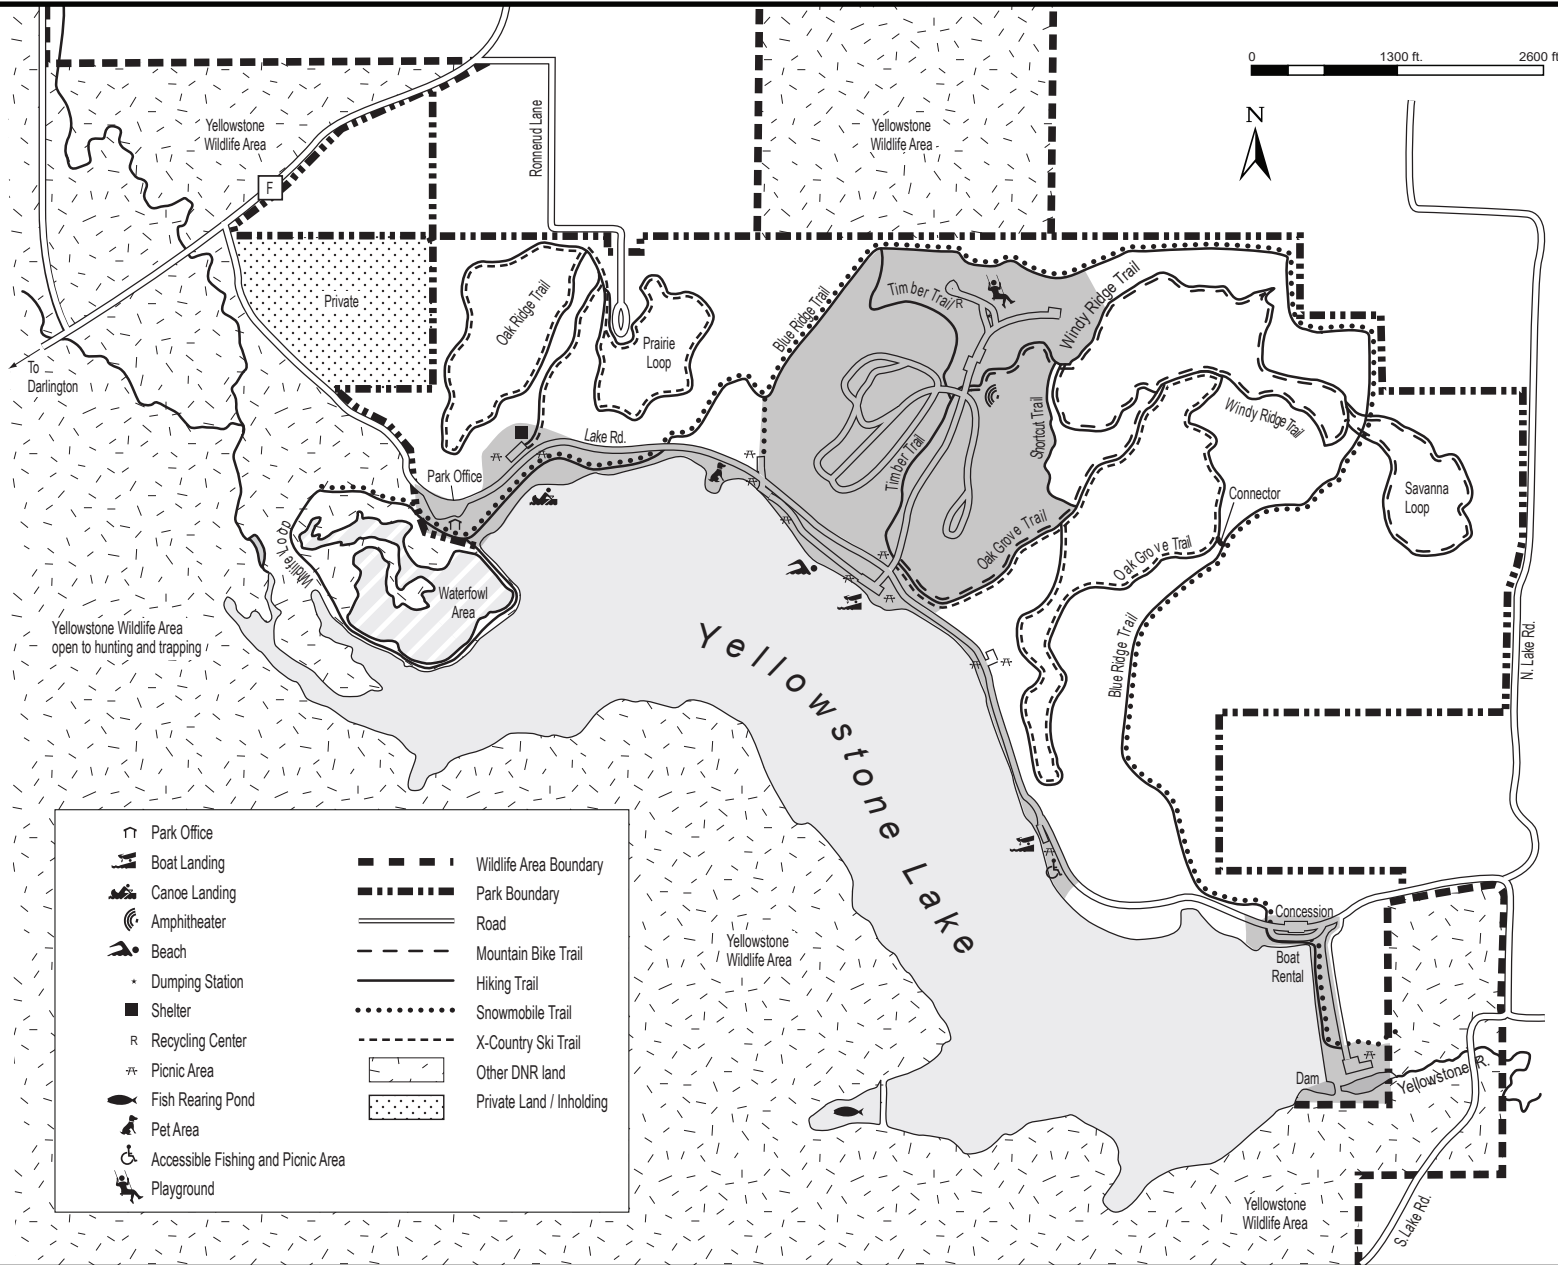 0 1300 ft. 2600 ft
N
Yellowstone
Wildlife Area
F
Ronnerud Lane
Yellowstone
Wildlife Area
Private
To
Darlington
Oak Ridge Trail
Prairie
Loop
Blue Ridge Trail
Timber Trail
R
Windy Ridge Trail
Shortcut Trail
Timber Trail
Windy Ridge Trail
Savanna
Loop
Connector
Lake Rd.
Park Office
Wildlife Loop
Waterfowl
Area
Oak Grove Trail
Oak Grove Trail
Blue Ridge Trail
N. Lake Rd.
Yellowstone Wildlife Area
open to hunting and trapping
Yellowstone Lake
Concession
Boat
Rental
Dam
Yellowstone R.
S. Lake Rd.
Yellowstone
Wildlife Area
Yellowstone
Wildlife Area
Park Office
Boat Landing
Canoe Landing
Amphitheater
Beach
Dumping Station
Shelter
R Recycling Center
Picnic Area
Fish Rearing Pond
Pet Area
Accessible Fishing and Picnic Area
Playground
Wildlife Area Boundary
Park Boundary
Road
Mountain Bike Trail
Hiking Trail
Snowmobile Trail
X-Country Ski Trail
Other DNR land
Private Land / Inholding